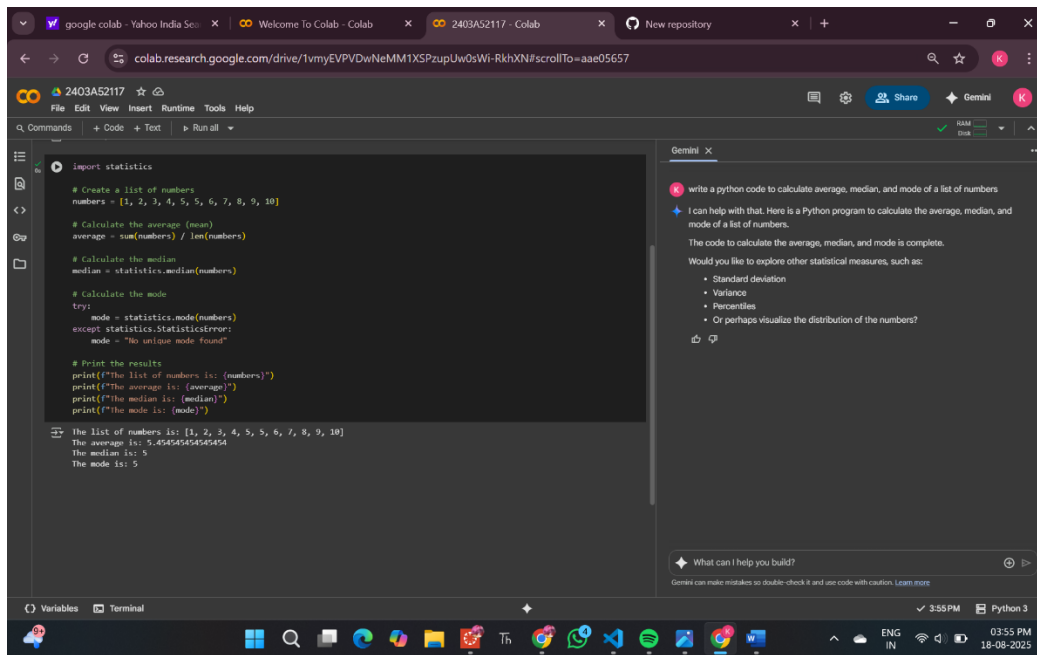 google colab - Yahoo India Sea
Welcome To Colab - Colab
2403A52117 - Colab
New repository
colab.research.google.com/drive/1vmyEVPVDwNeMM1XSPzupUw0sWi-RkhXN#scrollTo=aae05657
K
2403A52117
File Edit View Insert Runtime Tools Help
Share
Gemini
K
Commands + Code + Text Run all
RAM
Disk
0s
import statistics
# Create a list of numbers
numbers = [1, 2, 3, 4, 5, 5, 6, 7, 8, 9, 10]
# Calculate the average (mean)
average = sum(numbers) / len(numbers)
# Calculate the median
median = statistics.median(numbers)
# Calculate the mode
try:
    mode = statistics.mode(numbers)
except statistics.StatisticsError:
    mode = "No unique mode found"
# Print the results
print(f"The list of numbers is: {numbers}")
print(f"The average is: {average}")
print(f"The median is: {median}")
print(f"The mode is: {mode}")
The list of numbers is: [1, 2, 3, 4, 5, 5, 6, 7, 8, 9, 10]
The average is: 5.454545454545454
The median is: 5
The mode is: 5
Gemini
K
write a python code to calculate average, median, and mode of a list of numbers
I can help with that. Here is a Python program to calculate the average, median, and
mode of a list of numbers.
The code to calculate the average, median, and mode is complete.
Would you like to explore other statistical measures, such as:
• Standard deviation
• Variance
• Percentiles
• Or perhaps visualize the distribution of the numbers?
What can I help you build?
Gemini can make mistakes so double-check it and use code with caution. Learn more
Variables Terminal
3:55 PM Python 3
9+
Th
4
ENG
IN
03:55 PM
18-08-2025